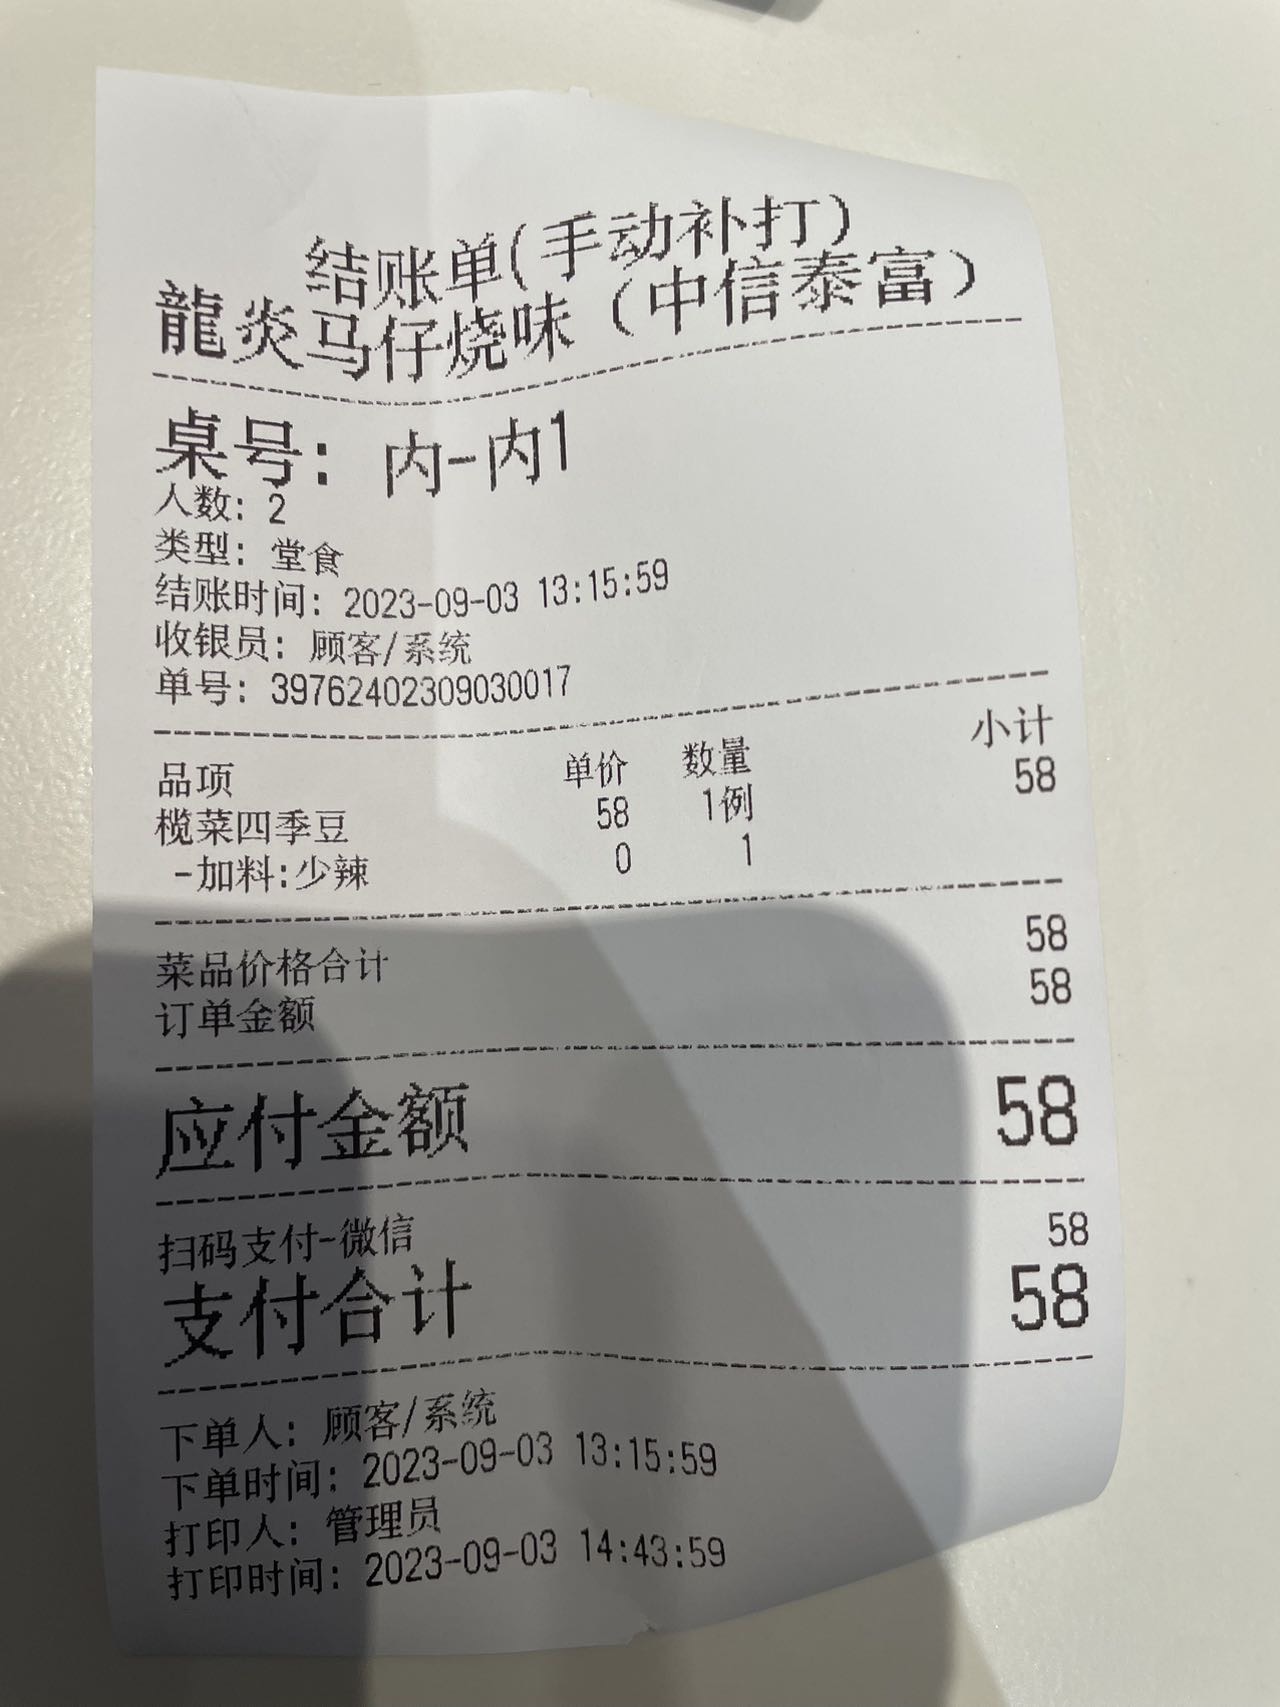 结账单(手动补打)
龍炎马仔烧味（中信泰富）
桌号：内-内1
人数：2
类型：堂食
结账时间：2023-09-03 13:15:59
收银员：顾客/系统
单号：39762402309030017
品项 单价 数量 小计
榄菜四季豆 58 1例 58
-加料:少辣 0 1
菜品价格合计 58
订单金额 58
应付金额 58
扫码支付-微信 58
支付合计 58
下单人：顾客/系统
下单时间：2023-09-03 13:15:59
打印人：管理员
打印时间：2023-09-03 14:43:59